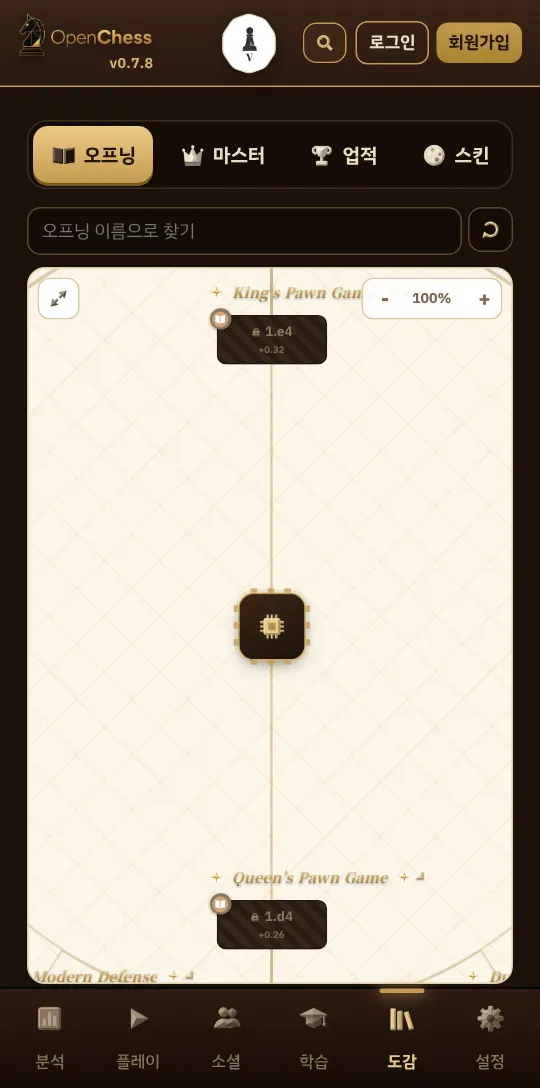 OpenChess
v0.7.8
V
로그인
회원가입
오프닝
마스터
업적
스킨
오프닝 이름으로 찾기
King's Pawn Gam
- 100% +
1.e4
+0.32
Queen's Pawn Game
1.d4
+0.26
Modern Defense
Du
분석
플레이
소셜
학습
도감
설정